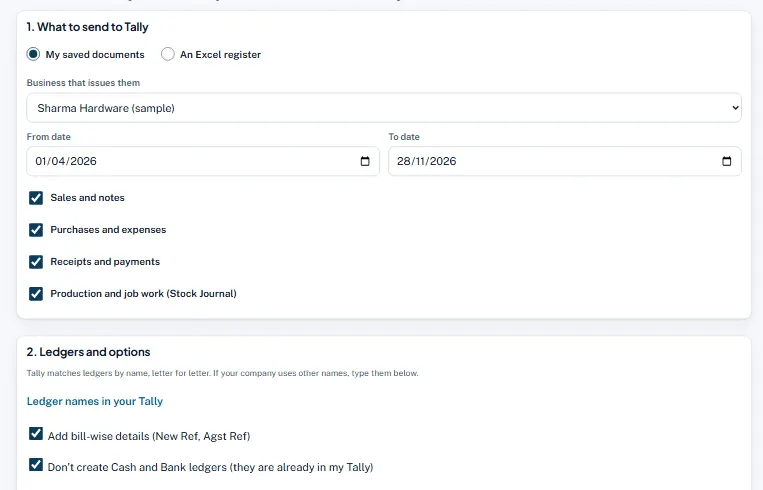 1. What to send to Tally
My saved documents An Excel register
Business that issues them
Sharma Hardware (sample)
From date To date
01/04/2026 28/11/2026
Sales and notes
Purchases and expenses
Receipts and payments
Production and job work (Stock Journal)
2. Ledgers and options
Tally matches ledgers by name, letter for letter. If your company uses other names, type them below.
Ledger names in your Tally
Add bill-wise details (New Ref, Agst Ref)
Don't create Cash and Bank ledgers (they are already in my Tally)